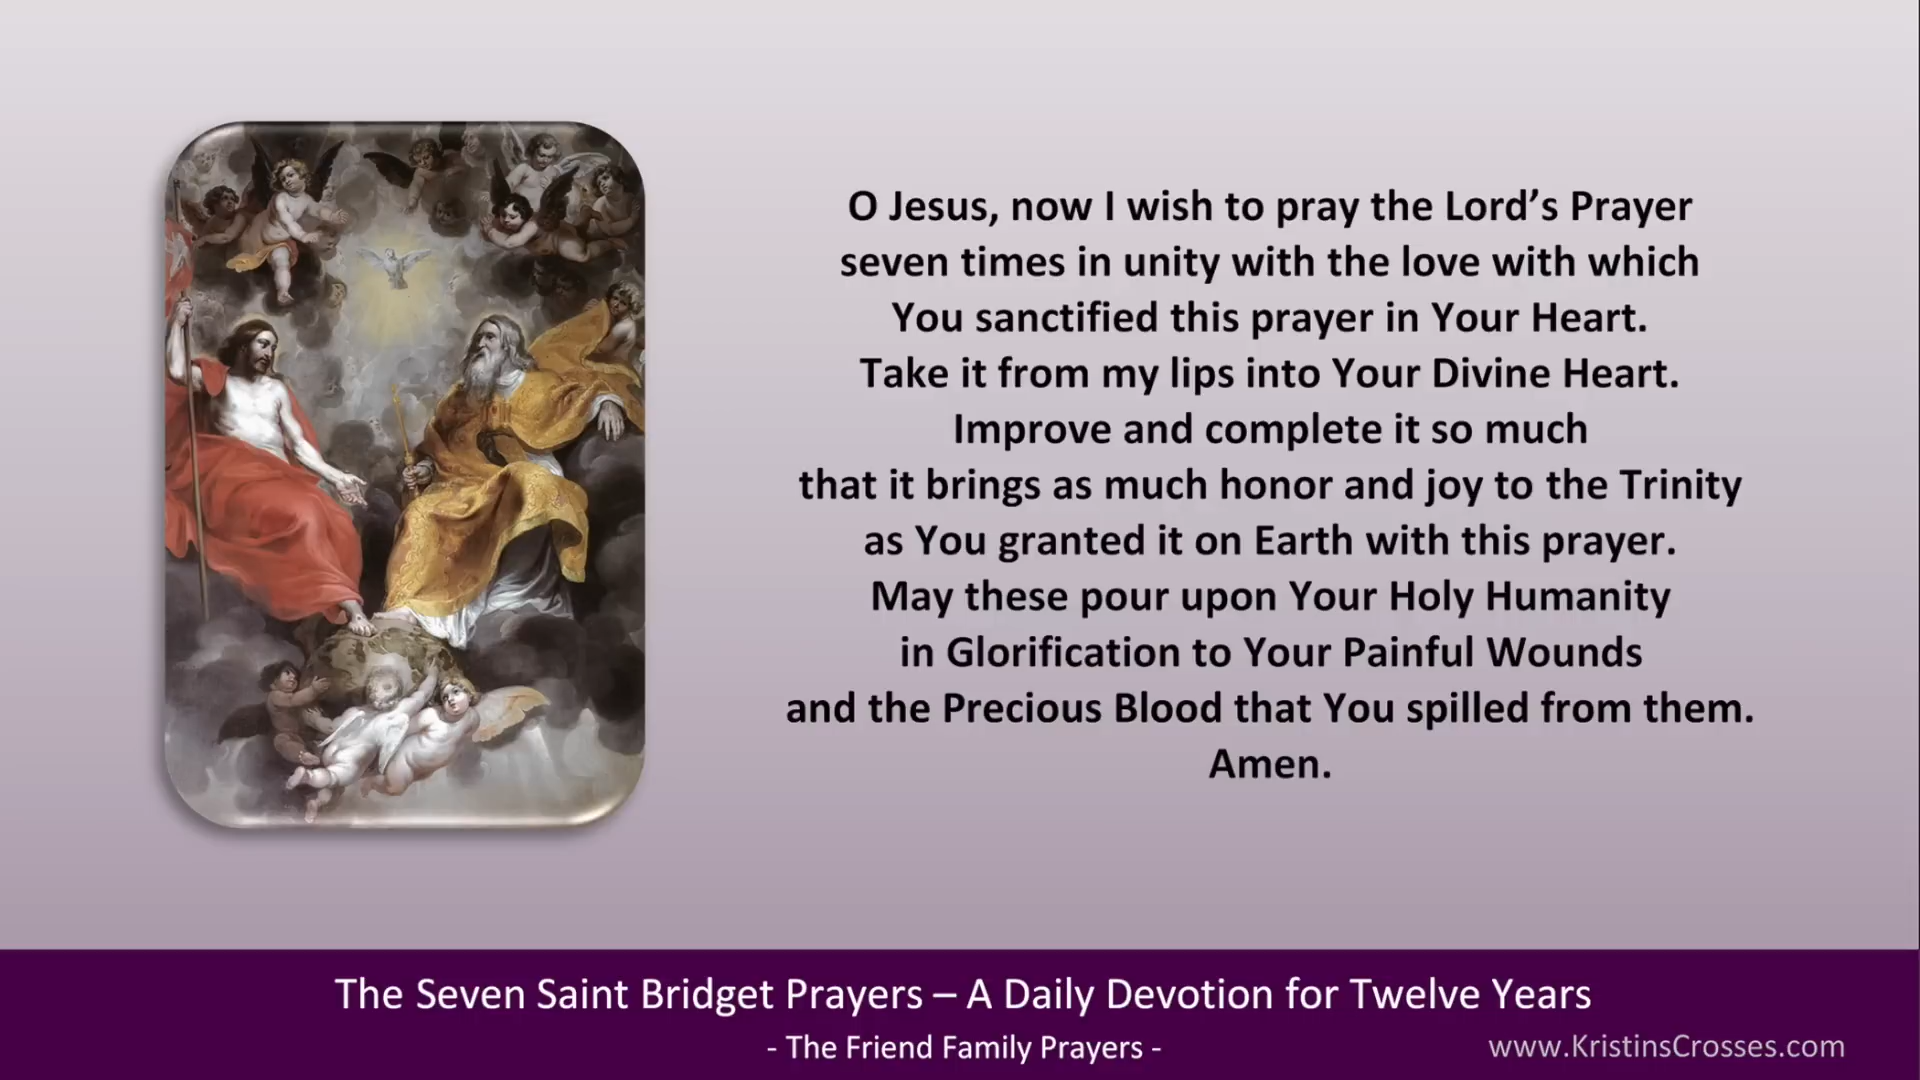 O Jesus, now I wish to pray the Lord’s Prayer
seven times in unity with the love with which
You sanctified this prayer in Your Heart.
Take it from my lips into Your Divine Heart.
Improve and complete it so much
that it brings as much honor and joy to the Trinity
as You granted it on Earth with this prayer.
May these pour upon Your Holy Humanity
in Glorification to Your Painful Wounds
and the Precious Blood that You spilled from them.
Amen.
The Seven Saint Bridget Prayers – A Daily Devotion for Twelve Years
- The Friend Family Prayers -
www.KristinsCrosses.com